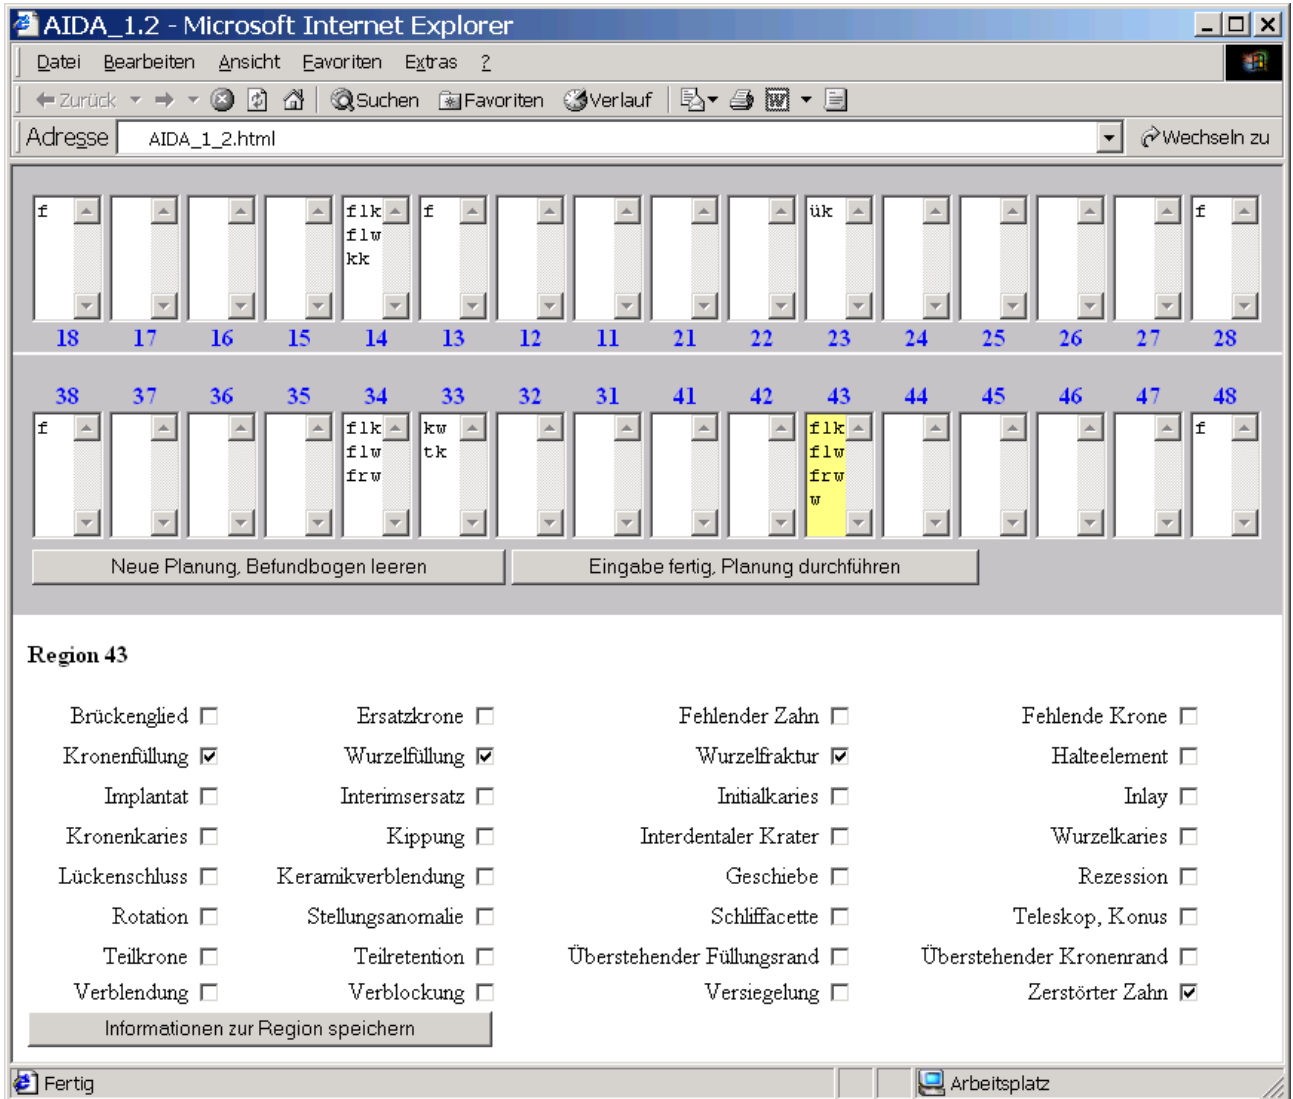 AIDA_1.2 - Microsoft Internet Explorer
Datei Bearbeiten Ansicht Favoriten Extras ?
Zurück Suchen Favoriten Verlauf
Adresse AIDA_1_2.html Wechseln zu
f flk f ük f
flw
kk
18 17 16 15 14 13 12 11 21 22 23 24 25 26 27 28
38 37 36 35 34 33 32 31 41 42 43 44 45 46 47 48
f flk kw flk f
flw tk flw
frw frw
w
Neue Planung, Befundbogen leeren Eingabe fertig, Planung durchführen
Region 43
Brückenglied Ersatzkrone Fehlender Zahn Fehlende Krone
Kronenfüllung Wurzelfüllung Wurzelfraktur Halteelement
Implantat Interimsersatz Initialkaries Inlay
Kronenkaries Kippung Interdentaler Krater Wurzelkaries
Lückenschluss Keramikverblendung Geschiebe Rezession
Rotation Stellungsanomalie Schliffacette Teleskop, Konus
Teilkrone Teilretention Überstehender Füllungsrand Überstehender Kronenrand
Verblendung Verblockung Versiegelung Zerstörter Zahn
Informationen zur Region speichern
Fertig Arbeitsplatz